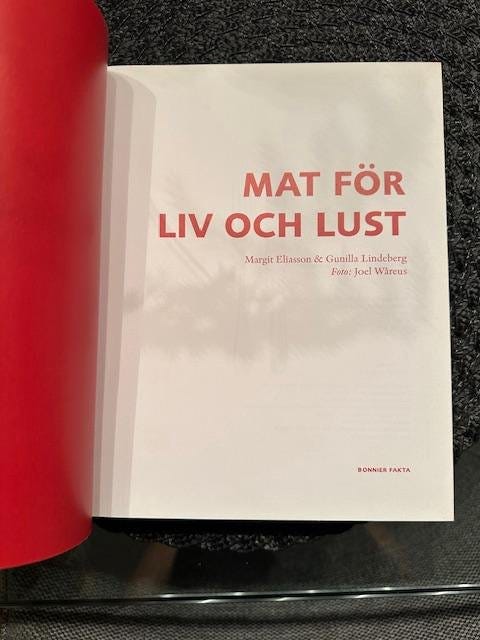 MAT FÖR
LIV OCH LUST
Margit Eliasson & Gunilla Lindeberg
Foto: Joel Wåreus
BONNIER FAKTA